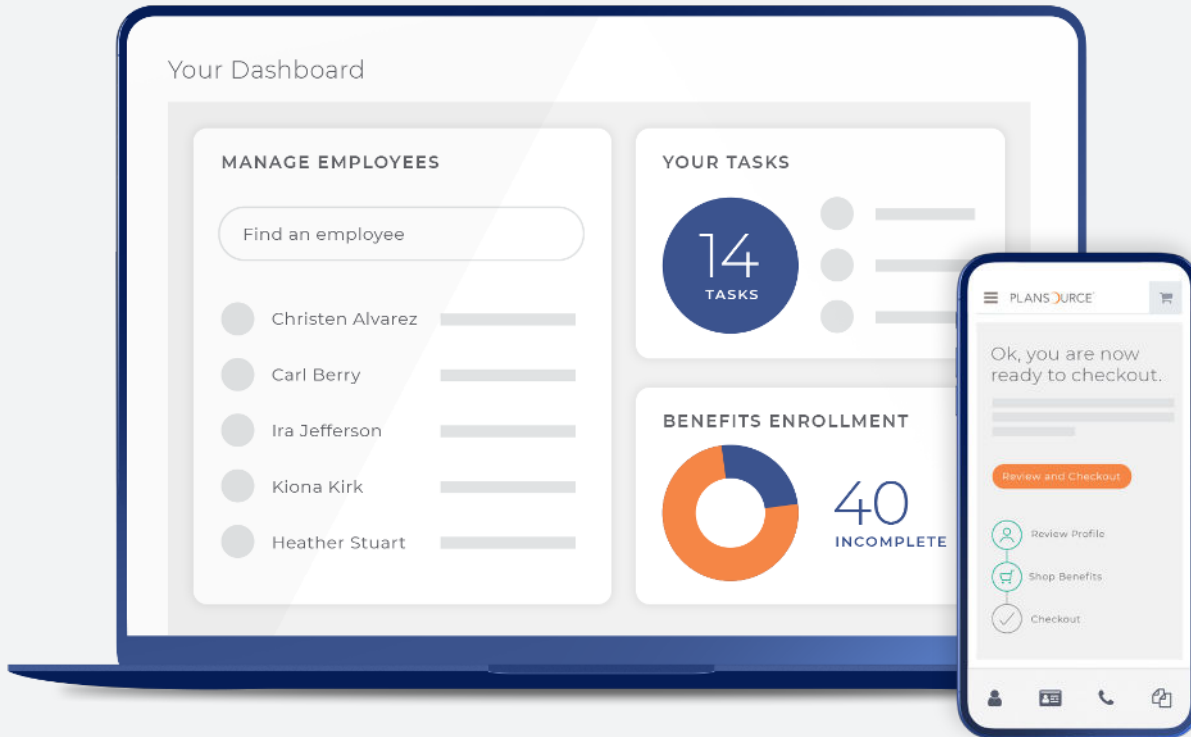 Your Dashboard
MANAGE EMPLOYEES
Find an employee
Christen Alvarez
Carl Berry
Ira Jefferson
Kiona Kirk
Heather Stuart
YOUR TASKS
14
TASKS
BENEFITS ENROLLMENT
40
INCOMPLETE
PLANSOURCE
Ok, you are now
ready to checkout.
Review and Checkout
Review Profile
Shop Benefits
Checkout